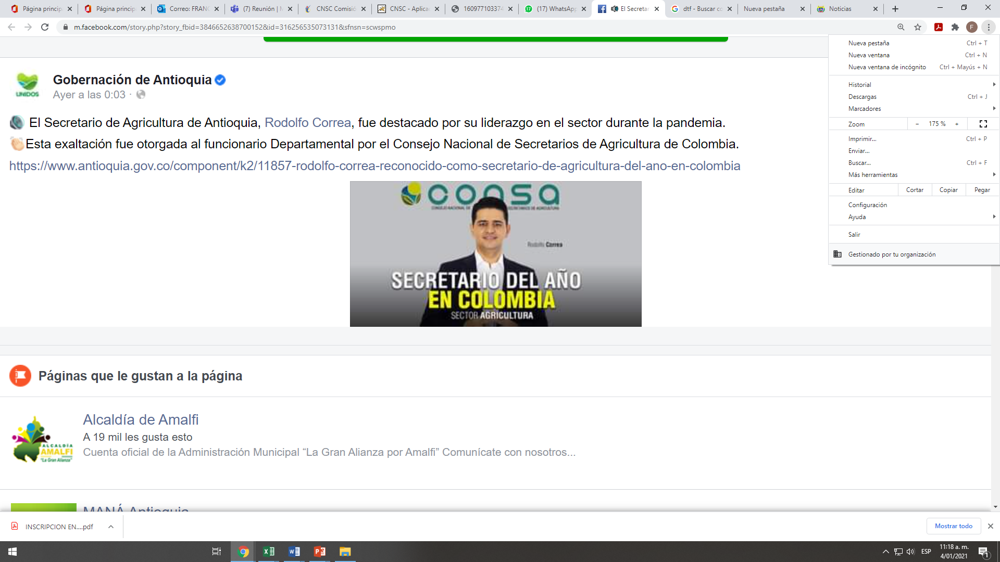 Página princip
Página princip
Correo: FRANC
(7) Reunión | M
CNSC Comisió
CNSC - Aplica
160977103374
(17) WhatsApp
El Secretar
dtf - Buscar co
Nueva pestaña
Noticias
m.facebook.com/story.php?story_fbid=3846652638700152&id=316256535073131&sfnsn=scwspmo
F
Nueva pestaña Ctrl + T
Nueva ventana Ctrl + N
Nueva ventana de incógnito Ctrl + Mayús + N
Historial
Descargas Ctrl + J
Marcadores
Zoom − 175 % +
Imprimir... Ctrl + P
Enviar...
Buscar... Ctrl + F
Más herramientas
Editar Cortar Copiar Pegar
Configuración
Ayuda
Salir
Gestionado por tu organización
UNIDOS
Gobernación de Antioquia
Ayer a las 0:03 ·
El Secretario de Agricultura de Antioquia, Rodolfo Correa, fue destacado por su liderazgo en el sector durante la pandemia.
Esta exaltación fue otorgada al funcionario Departamental por el Consejo Nacional de Secretarios de Agricultura de Colombia.
https://www.antioquia.gov.co/component/k2/11857-rodolfo-correa-reconocido-como-secretario-de-agricultura-del-ano-en-colombia
consa
CONSEJO NACIONAL DE SECRETARIOS DE AGRICULTURA
Rodolfo Correa
SECRETARIO DEL AÑO
EN COLOMBIA
SECTOR AGRICULTURA
Páginas que le gustan a la página
ALCALDÍA
AMALFI
"La Gran Alianza"
Alcaldía de Amalfi
A 19 mil les gusta esto
Cuenta oficial de la Administración Municipal “La Gran Alianza por Amalfi” Comunícate con nosotros...
MANÁ Antioquia
INSCRIPCION EN....pdf
Mostrar todo
ESP
11:18 a. m.
4/01/2021
1